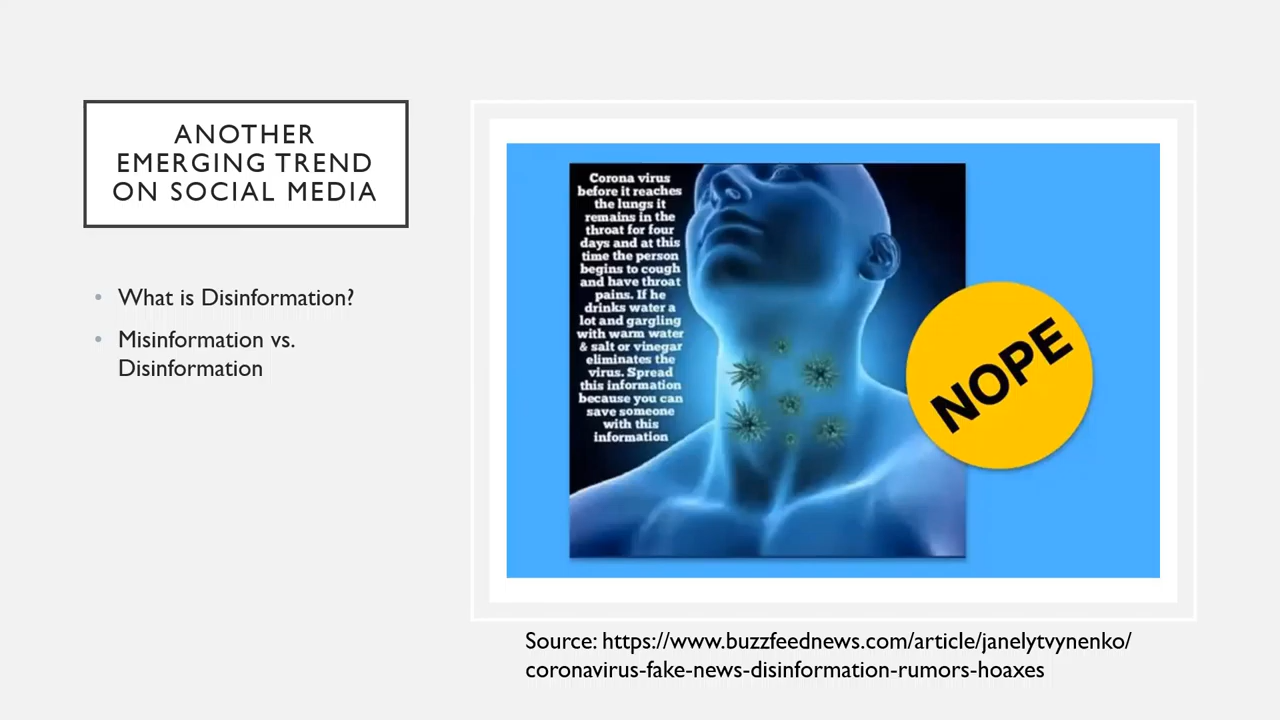 ANOTHER
EMERGING TREND
ON SOCIAL MEDIA
• What is Disinformation?
• Misinformation vs.
Disinformation
Corona virus
before it reaches
the lungs it
remains in the
throat for four
days and at this
time the person
begins to cough
and have throat
pains. If he
drinks water a
lot and gargling
with warm water
& salt or vinegar
eliminates the
virus. Spread
this information
because you can
save someone
with this
information
NOPE
Source: https://www.buzzfeednews.com/article/janelytvynenko/
coronavirus-fake-news-disinformation-rumors-hoaxes